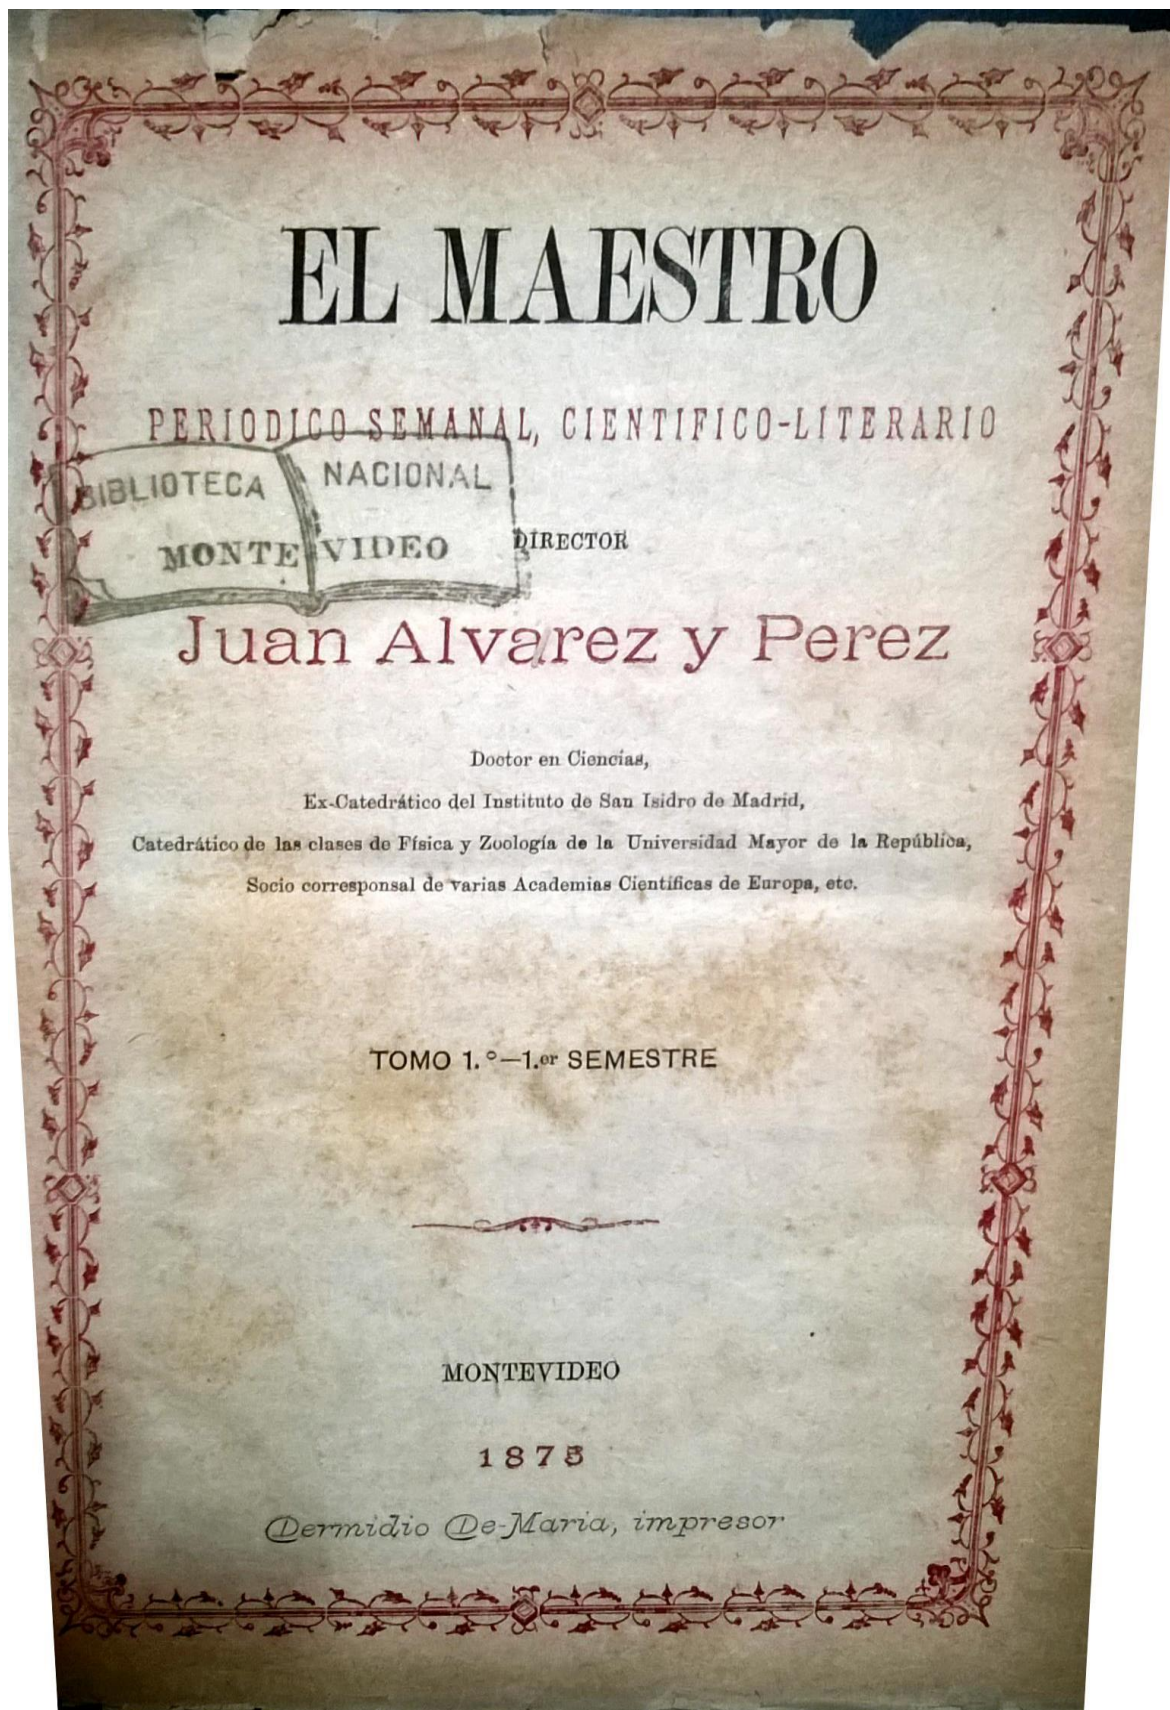 EL MAESTRO
PERIODICO SEMANAL, CIENTIFICO-LITERARIO
BIBLIOTECA NACIONAL
MONTEVIDEO
DIRECTOR
Juan Alvarez y Perez
Doctor en Ciencias,
Ex-Catedrático del Instituto de San Isidro de Madrid,
Catedrático de las clases de Física y Zoología de la Universidad Mayor de la República,
Socio corresponsal de varias Academias Científicas de Europa, etc.
TOMO 1.°—1.er SEMESTRE
MONTEVIDEO
1875
Dermidio De-Maria, impresor